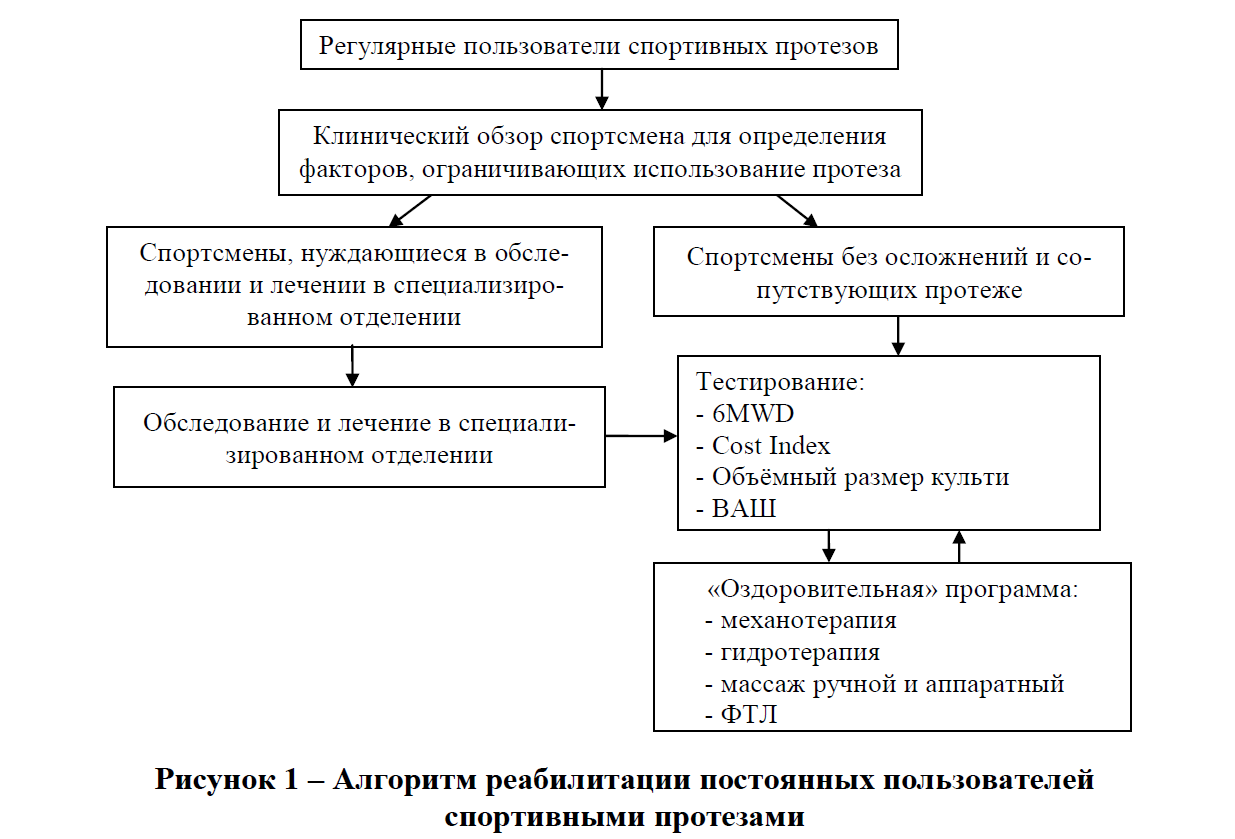 Регулярные пользователи спортивных протезов
Клинический обзор спортсмена для определения
факторов, ограничивающих использование протеза
Спортсмены, нуждающиеся в обсле-
довании и лечении в специализиро-
ванном отделении
Спортсмены без осложнений и со-
путствующих протеже
Обследование и лечение в специали-
зированном отделении
Тестирование:
- 6MWD
- Cost Index
- Объёмный размер культи
- ВАШ
«Оздоровительная» программа:
- механотерапия
- гидротерапия
- массаж ручной и аппаратный
- ФТЛ
Рисунок 1 – Алгоритм реабилитации постоянных пользователей
спортивными протезами